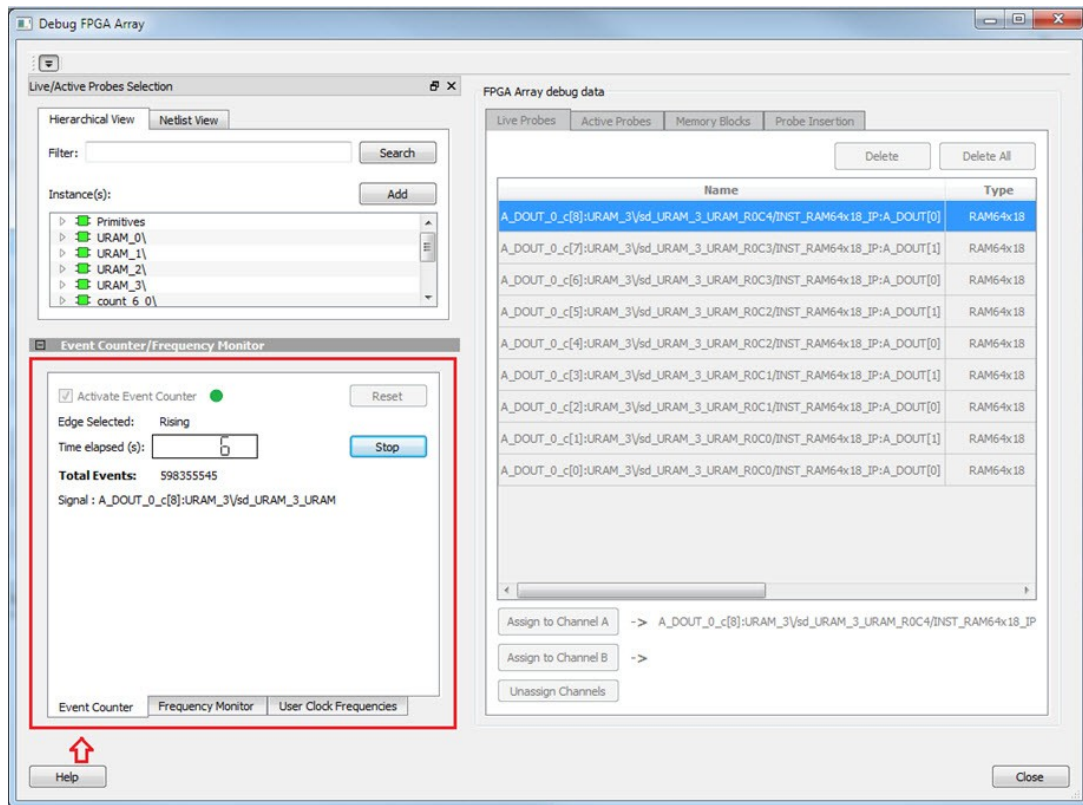 Debug FPGA Array
Live/Active Probes Selection
Hierarchical View
Netlist View
Filter:
Search
Instance(s):
Add
Primitives
URAM_0\
URAM_1\
URAM_2\
URAM_3\
count_6_0\
Event Counter/Frequency Monitor
Activate Event Counter
Reset
Edge Selected: Rising
Time elapsed (s): 6
Stop
Total Events: 598355545
Signal : A_DOUT_0_c[8]:URAM_3\/sd_URAM_3_URAM
Event Counter
Frequency Monitor
User Clock Frequencies
Help
FPGA Array debug data
Live Probes
Active Probes
Memory Blocks
Probe Insertion
Delete
Delete All
Name Type
A_DOUT_0_c[8]:URAM_3\/sd_URAM_3_URAM_R0C4/INST_RAM64x18_IP:A_DOUT[0] RAM64x18
A_DOUT_0_c[7]:URAM_3\/sd_URAM_3_URAM_R0C3/INST_RAM64x18_IP:A_DOUT[1] RAM64x18
A_DOUT_0_c[6]:URAM_3\/sd_URAM_3_URAM_R0C3/INST_RAM64x18_IP:A_DOUT[0] RAM64x18
A_DOUT_0_c[5]:URAM_3\/sd_URAM_3_URAM_R0C2/INST_RAM64x18_IP:A_DOUT[1] RAM64x18
A_DOUT_0_c[4]:URAM_3\/sd_URAM_3_URAM_R0C2/INST_RAM64x18_IP:A_DOUT[0] RAM64x18
A_DOUT_0_c[3]:URAM_3\/sd_URAM_3_URAM_R0C1/INST_RAM64x18_IP:A_DOUT[1] RAM64x18
A_DOUT_0_c[2]:URAM_3\/sd_URAM_3_URAM_R0C1/INST_RAM64x18_IP:A_DOUT[0] RAM64x18
A_DOUT_0_c[1]:URAM_3\/sd_URAM_3_URAM_R0C0/INST_RAM64x18_IP:A_DOUT[1] RAM64x18
A_DOUT_0_c[0]:URAM_3\/sd_URAM_3_URAM_R0C0/INST_RAM64x18_IP:A_DOUT[0] RAM64x18
Assign to Channel A -> A_DOUT_0_c[8]:URAM_3\/sd_URAM_3_URAM_R0C4/INST_RAM64x18_IP
Assign to Channel B ->
Unassign Channels
Close